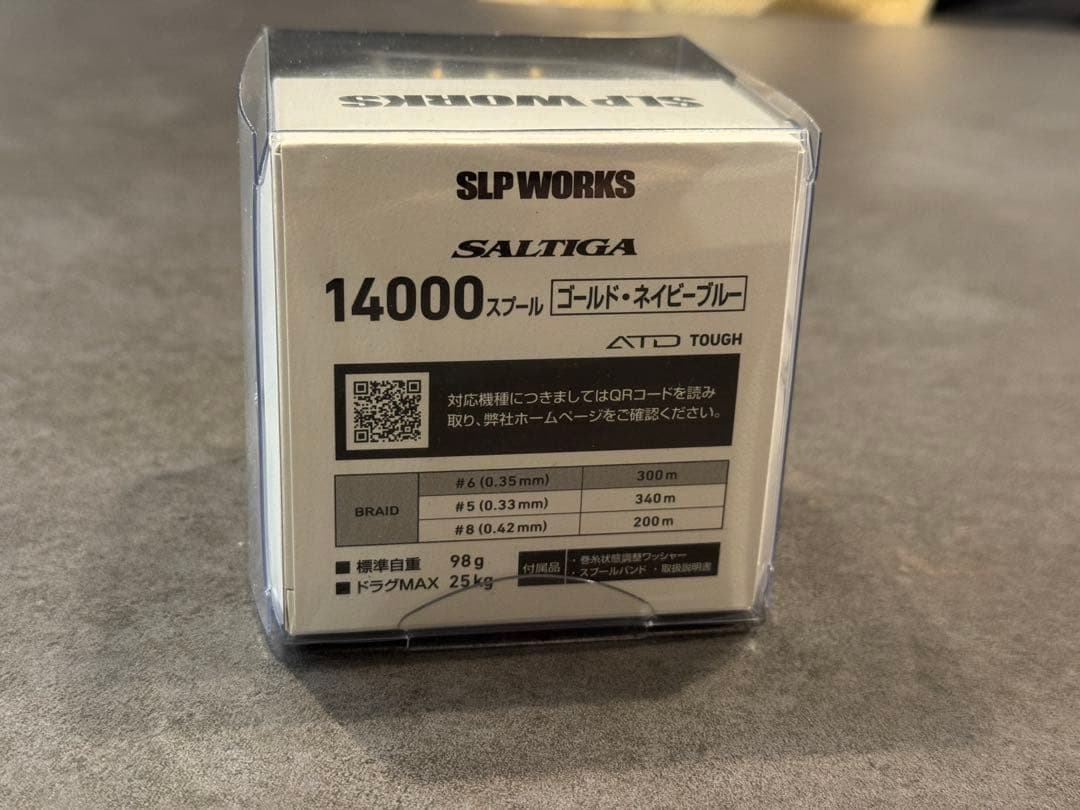 SLP WORKS
SLPWORKS
SALTIGA
14000スプール ゴールド・ネイビーブルー
ATD TOUGH
対応機種につきましてはQRコードを読み
取り、弊社ホームページをご確認ください。
BRAID
#6 (0.35mm) 300m
#5 (0.33mm) 340m
#8 (0.42mm) 200m
■ 標準自重 98g
■ ドラグMAX 25kg
付属品
・巻糸状態調整ワッシャー
・スプールバンド ・取扱説明書